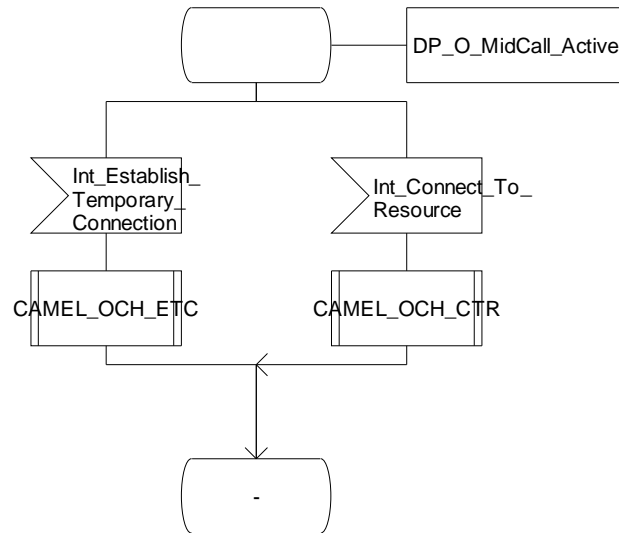 DP_O_MidCall_Active
Int_Establish_
Temporary_
Connection
Int_Connect_To_
Resource
CAMEL_OCH_ETC
CAMEL_OCH_CTR
-